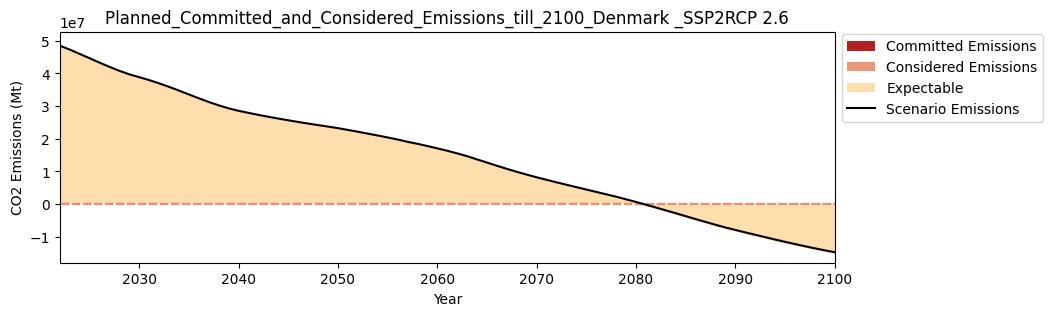 Planned_Committed_and_Considered_Emissions_till_2100_Denmark _SSP2RCP 2.6
1e7
CO2 Emissions (Mt)
5
4
3
2
1
0
−1
2030 2040 2050 2060 2070 2080 2090 2100
Year
Committed Emissions
Considered Emissions
Expectable
Scenario Emissions